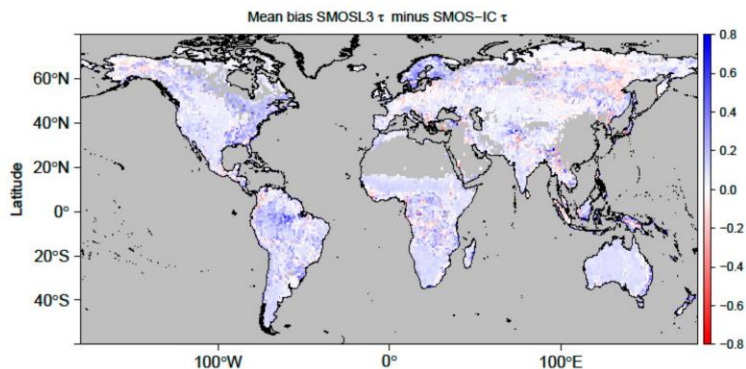 Mean bias SMOSL3 τ minus SMOS−IC τ
Latitude
60°N
40°N
20°N
0°
20°S
40°S
100°W
0°
100°E
0.8
0.6
0.4
0.2
0.0
−0.2
−0.4
−0.6
−0.8